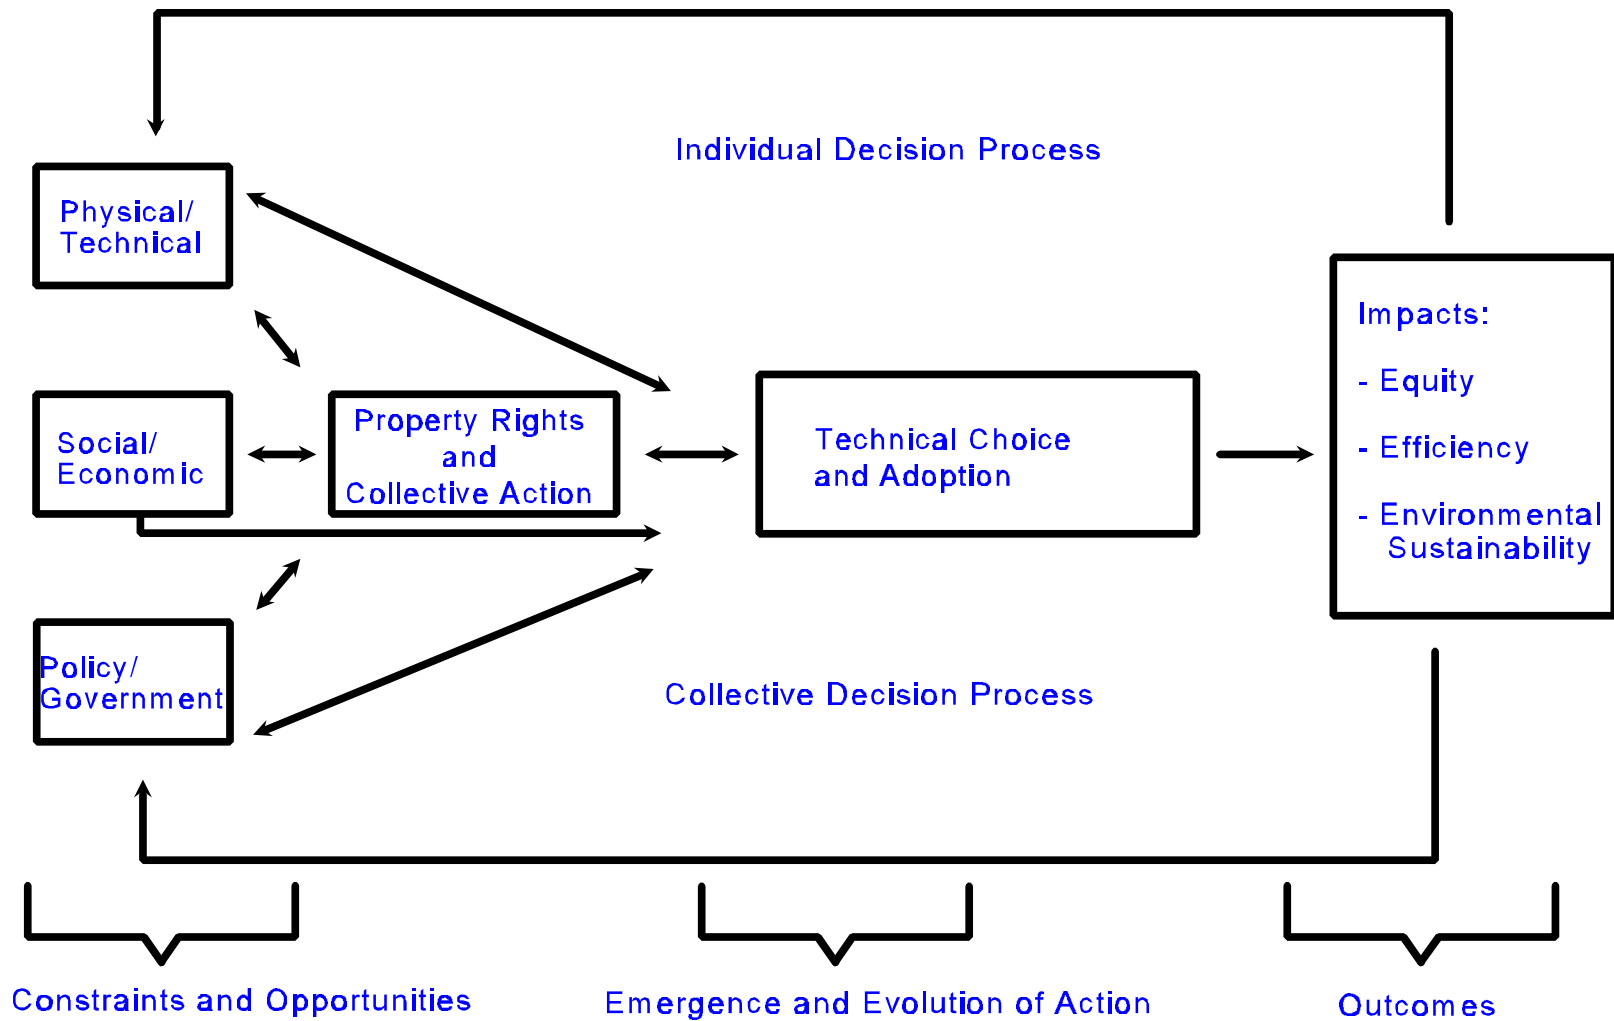 Individual Decision Process
Physical/
Technical
Social/
Economic
Property Rights
and
Collective Action
Technical Choice
and Adoption
Impacts:
- Equity
- Efficiency
- Environmental
Sustainability
Policy/
Government
Collective Decision Process
Constraints and Opportunities
Emergence and Evolution of Action
Outcomes